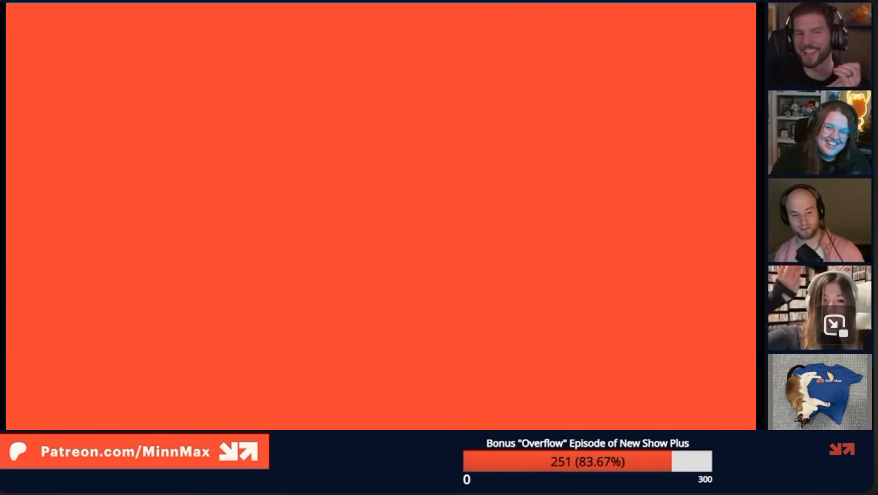 Patreon.com/MinnMax
Bonus "Overflow" Episode of New Show Plus
251 (83.67%)
0
300